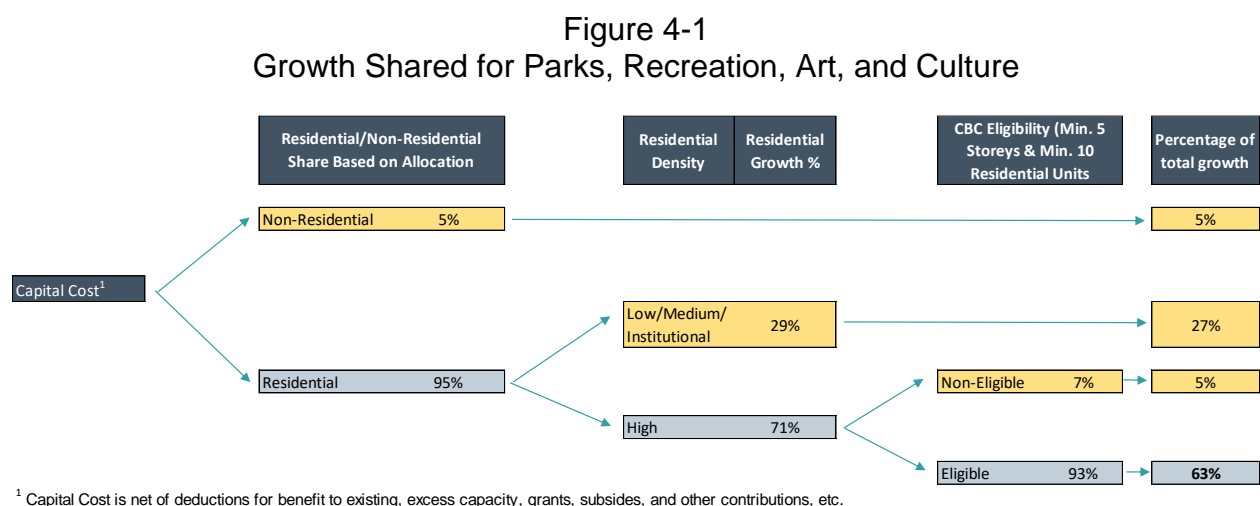 Figure 4-1
Growth Shared for Parks, Recreation, Art, and Culture
Residential/Non-Residential
Share Based on Allocation
Residential
Density
Residential
Growth %
CBC Eligibility (Min. 5
Storeys & Min. 10
Residential Units
Percentage of
total growth
Non-Residential 5%
5%
Capital Cost1
Low/Medium/
Institutional
29%
27%
Residential 95%
Non-Eligible 7%
5%
High 71%
Eligible 93%
63%
1 Capital Cost is net of deductions for benefit to existing, excess capacity, grants, subsides, and other contributions, etc.